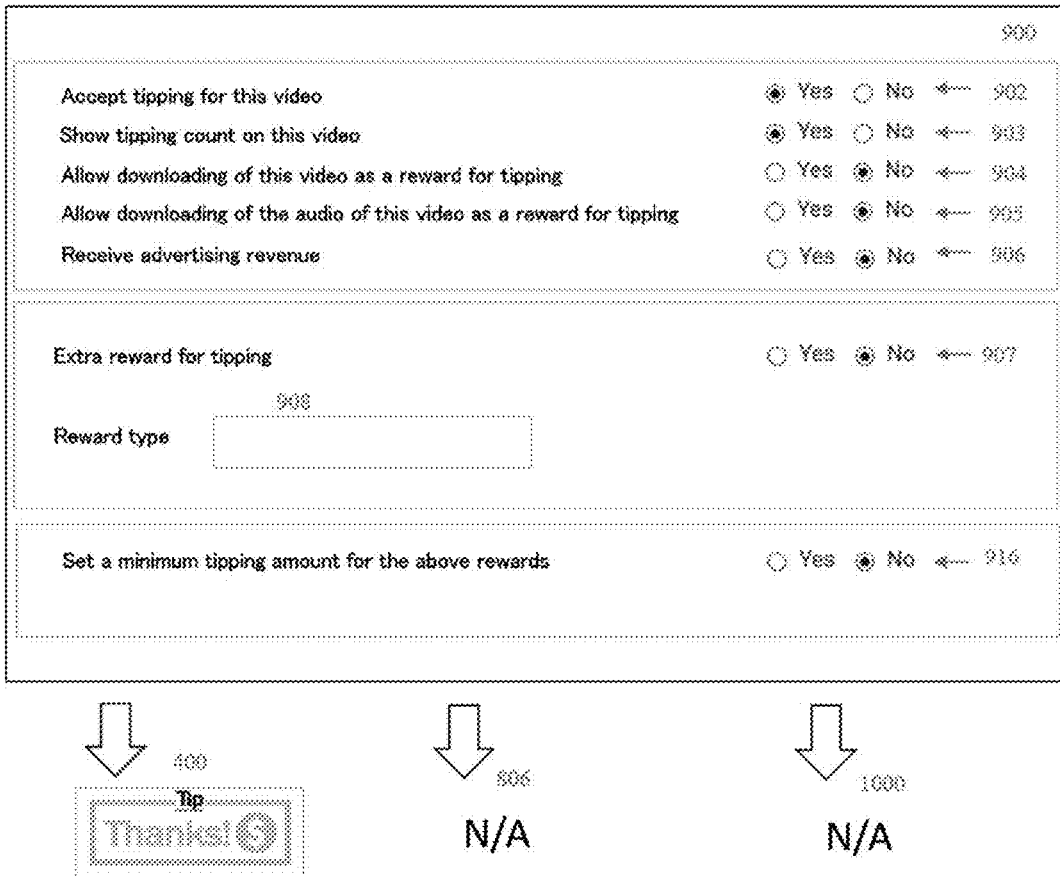 900
Accept tipping for this video Yes No 902
Show tipping count on this video Yes No 903
Allow downloading of this video as a reward for tipping Yes No 904
Allow downloading of the audio of this video as a reward for tipping Yes No 905
Receive advertising revenue Yes No 906
Extra reward for tipping Yes No 907
908
Reward type
Set a minimum tipping amount for the above rewards Yes No 916
400
Tip
Thanks! $
806
N/A
1000
N/A